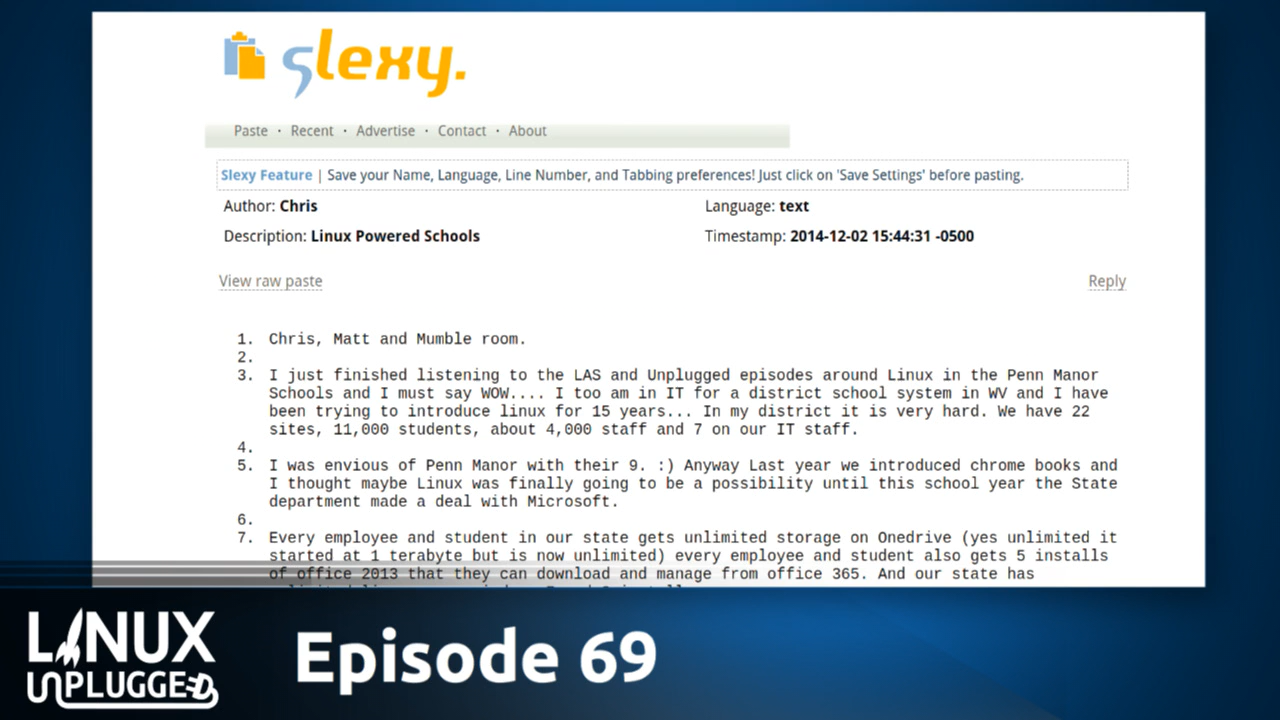 slexy.
Paste · Recent · Advertise · Contact · About
Slexy Feature | Save your Name, Language, Line Number, and Tabbing preferences! Just click on 'Save Settings' before pasting.
Author: Chris
Language: text
Description: Linux Powered Schools
Timestamp: 2014-12-02 15:44:31 -0500
View raw paste
Reply
1. Chris, Matt and Mumble room.
2.
3. I just finished listening to the LAS and Unplugged episodes around Linux in the Penn Manor
Schools and I must say WOW.... I too am in IT for a district school system in WV and I have
been trying to introduce linux for 15 years... In my district it is very hard. We have 22
sites, 11,000 students, about 4,000 staff and 7 on our IT staff.
4.
5. I was envious of Penn Manor with their 9. :) Anyway Last year we introduced chrome books and
I thought maybe Linux was finally going to be a possibility until this school year the State
department made a deal with Microsoft.
6.
7. Every employee and student in our state gets unlimited storage on Onedrive (yes unlimited it
started at 1 terabyte but is now unlimited) every employee and student also gets 5 installs
of office 2013 that they can download and manage from office 365. And our state has
LINUX
UNPLUGGED
Episode 69